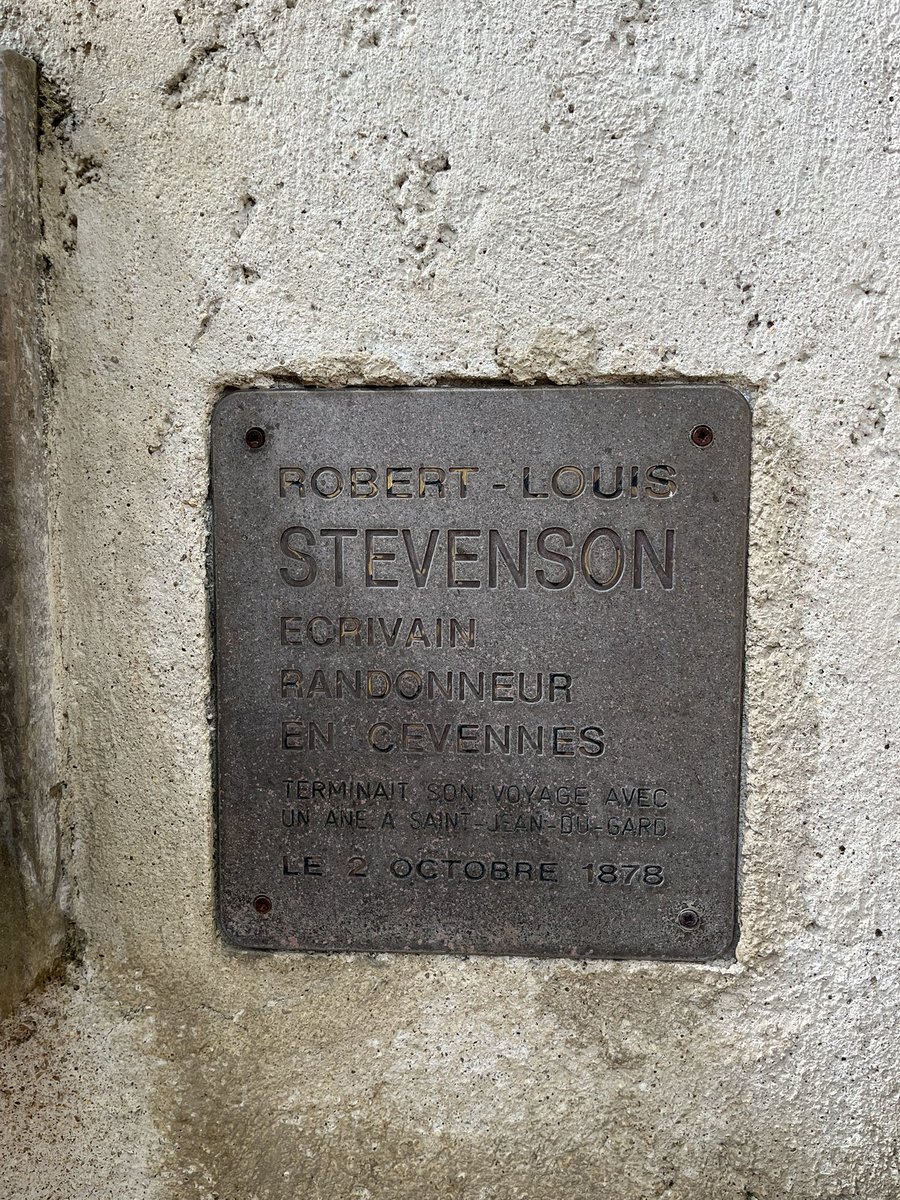 ROBERT - LOUIS
STEVENSON
ECRIVAIN
RANDONNEUR
EN CEVENNES
TERMINAIT SON VOYAGE AVEC
UN ANE A SAINT-JEAN-DU-GARD
LE 2 OCTOBRE 1878